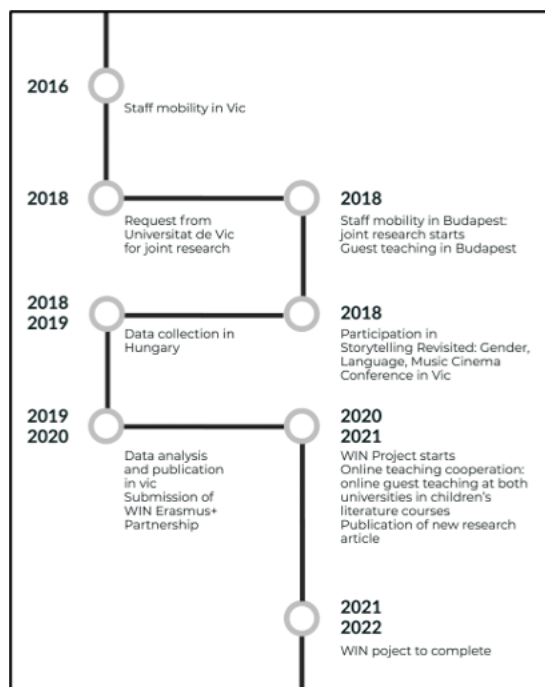 2016
Staff mobility in Vic
2018
Request from
Universitat de Vic
for joint research
2018
Staff mobility in Budapest:
joint research starts
Guest teaching in Budapest
2018
Participation in
Storytelling Revisited: Gender,
Language, Music Cinema
Conference in Vic
2018
2019
Data collection in
Hungary
2019
2020
Data analysis
and publication
in vic
Submission of
WIN Erasmus+
Partnership
2020
2021
WIN Project starts
Online teaching cooperation:
online guest teaching at both
universities in children's
literature courses
Publication of new research
article
2021
2022
WIN poject to complete